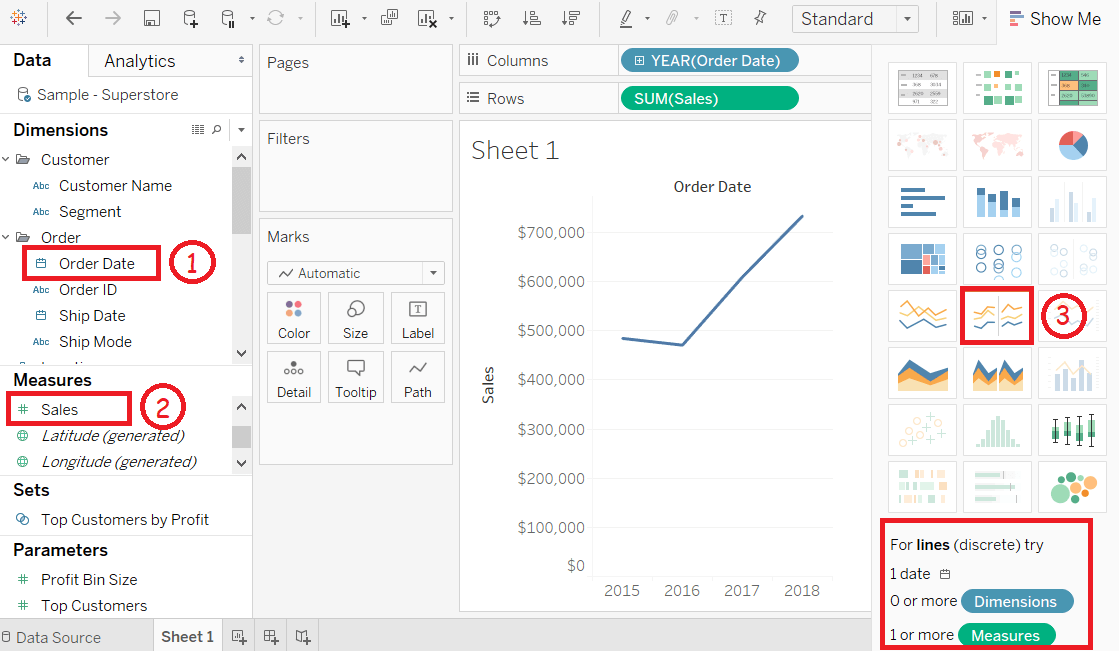 Standard
Show Me
Data
Analytics
Sample - Superstore
Dimensions
Customer
Abc Customer Name
Abc Segment
Order
Order Date
1
Abc Order ID
Ship Date
Abc Ship Mode
Measures
# Sales
2
Latitude (generated)
Longitude (generated)
Sets
Top Customers by Profit
Parameters
# Profit Bin Size
# Top Customers
Pages
Filters
Marks
Automatic
Color
Size
T
Label
Detail
Tooltip
Path
Columns
YEAR(Order Date)
Rows
SUM(Sales)
Sheet 1
Order Date
Sales
$700,000
$600,000
$500,000
$400,000
$300,000
$200,000
$100,000
$0
2015 2016 2017 2018
3
For lines (discrete) try
1 date
0 or more Dimensions
1 or more Measures
Data Source
Sheet 1